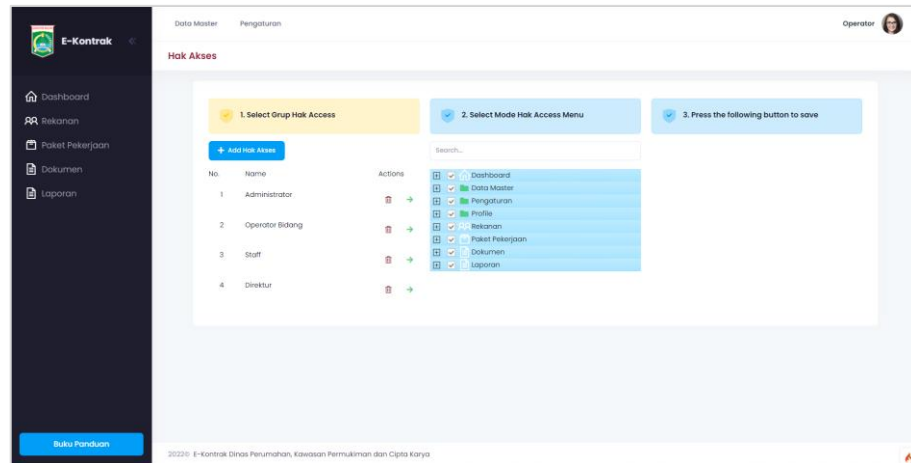 Data Master Pengaturan Operator
E-Kontrak
Hak Akses
Dashboard
Rekanan
Paket Pekerjaan
Dokumen
Laporan
1. Select Grup Hak Access
2. Select Mode Hak Access Menu
3. Press the following button to save
+ Add Hak Akses
Search...
No. Name Actions
1 Administrator
2 Operator Bidang
3 Staff
4 Direktur
Dashboard
Data Master
Pengaturan
Profile
Rekanan
Paket Pekerjaan
Dokumen
Laporan
Buku Panduan
2022© E-Kontrak Dinas Perumahan, Kawasan Permukiman dan Cipta Karya